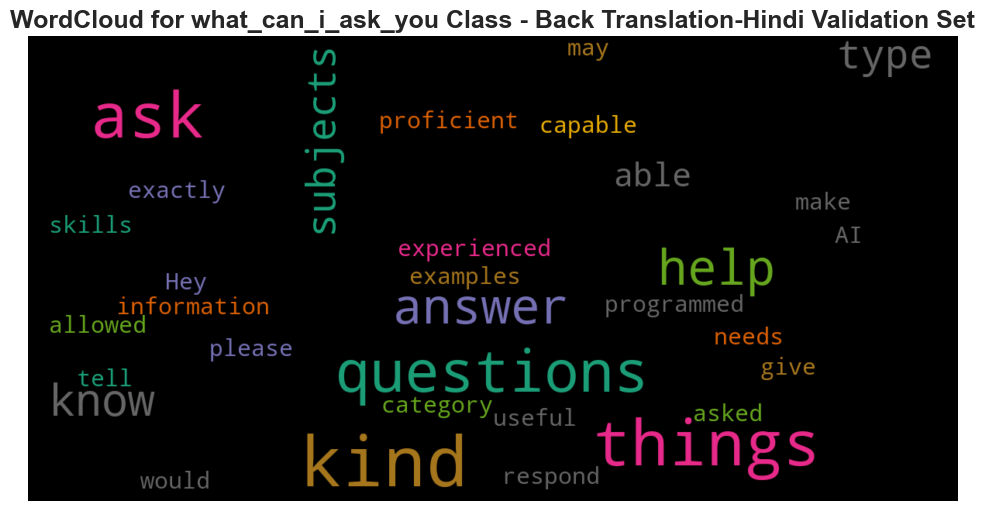 WordCloud for what_can_i_ask_you Class - Back Translation-Hindi Validation Set
may
type
ask
subjects
proficient
capable
able
exactly
make
skills
AI
experienced
help
Hey
examples
information
answer
programmed
allowed
needs
please
give
tell
questions
know
category
useful
asked
things
kind
would
respond